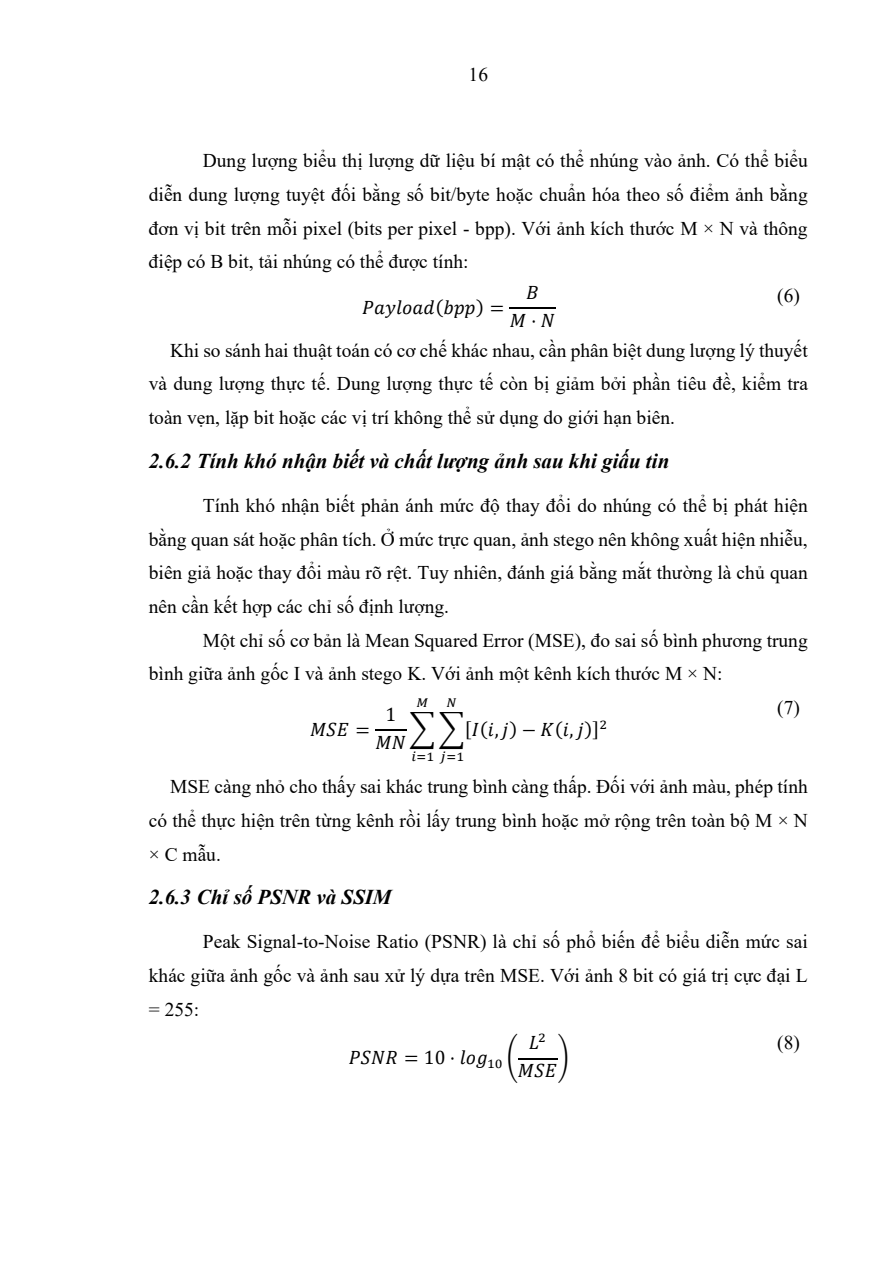 16
Dung lượng biểu thị lượng dữ liệu bí mật có thể nhúng vào ảnh. Có thể biểu
diễn dung lượng tuyệt đối bằng số bit/byte hoặc chuẩn hóa theo số điểm ảnh bằng
đơn vị bit trên mỗi pixel (bits per pixel - bpp). Với ảnh kích thước M × N và thông
điệp có B bit, tải nhúng có thể được tính:
Payload(bpp) = B / (M · N) (6)
Khi so sánh hai thuật toán có cơ chế khác nhau, cần phân biệt dung lượng lý thuyết
và dung lượng thực tế. Dung lượng thực tế còn bị giảm bởi phần tiêu đề, kiểm tra
toàn vẹn, lặp bit hoặc các vị trí không thể sử dụng do giới hạn biên.
2.6.2 Tính khó nhận biết và chất lượng ảnh sau khi giấu tin
Tính khó nhận biết phản ánh mức độ thay đổi do nhúng có thể bị phát hiện
bằng quan sát hoặc phân tích. Ở mức trực quan, ảnh stego nên không xuất hiện nhiễu,
biên giả hoặc thay đổi màu rõ rệt. Tuy nhiên, đánh giá bằng mắt thường là chủ quan
nên cần kết hợp các chỉ số định lượng.
Một chỉ số cơ bản là Mean Squared Error (MSE), đo sai số bình phương trung
bình giữa ảnh gốc I và ảnh stego K. Với ảnh một kênh kích thước M × N:
MSE = 1/MN ∑_{i=1}^{M} ∑_{j=1}^{N} [I(i,j) − K(i,j)]² (7)
MSE càng nhỏ cho thấy sai khác trung bình càng thấp. Đối với ảnh màu, phép tính
có thể thực hiện trên từng kênh rồi lấy trung bình hoặc mở rộng trên toàn bộ M × N
× C mẫu.
2.6.3 Chỉ số PSNR và SSIM
Peak Signal-to-Noise Ratio (PSNR) là chỉ số phổ biến để biểu diễn mức sai
khác giữa ảnh gốc và ảnh sau xử lý dựa trên MSE. Với ảnh 8 bit có giá trị cực đại L
= 255:
PSNR = 10 · log₁₀ (L² / MSE) (8)